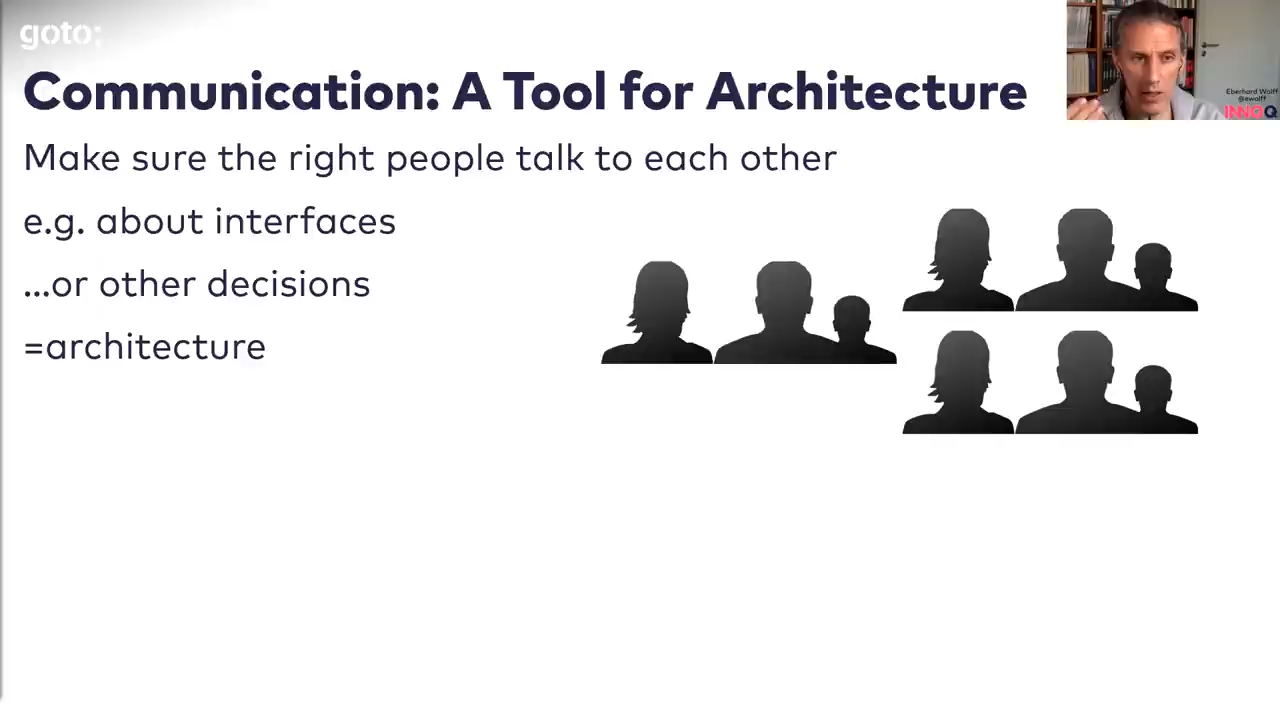 goto;
Communication: A Tool for Architecture
Make sure the right people talk to each other
e.g. about interfaces
...or other decisions
=architecture
Eberhard Wolff
@ewolff
INNOQ